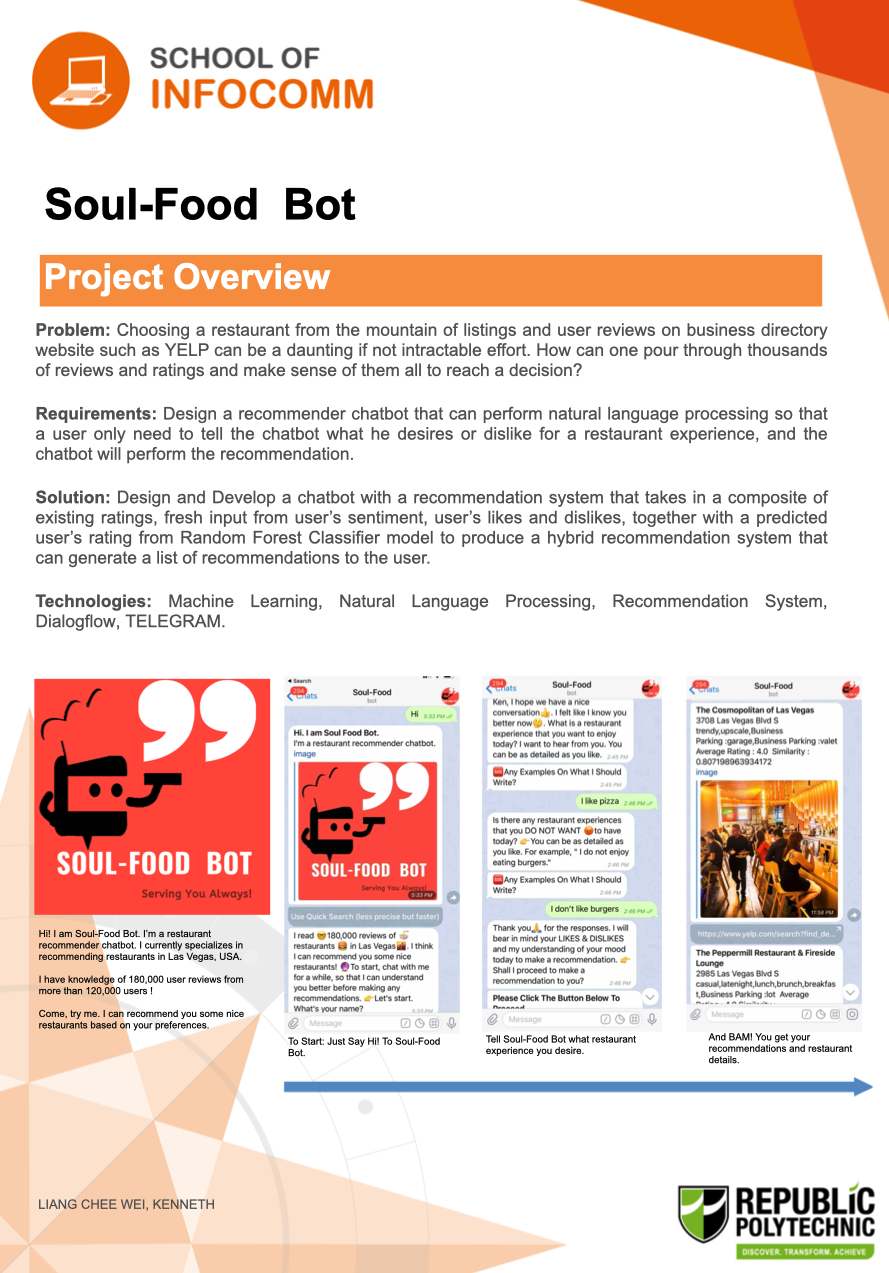 SCHOOL OF
INFOCOMM
Soul-Food Bot
Project Overview
Problem: Choosing a restaurant from the mountain of listings and user reviews on business directory
website such as YELP can be a daunting if not intractable effort. How can one pour through thousands
of reviews and ratings and make sense of them all to reach a decision?
Requirements: Design a recommender chatbot that can perform natural language processing so that
a user only need to tell the chatbot what he desires or dislike for a restaurant experience, and the
chatbot will perform the recommendation.
Solution: Design and Develop a chatbot with a recommendation system that takes in a composite of
existing ratings, fresh input from user's sentiment, user's likes and dislikes, together with a predicted
user's rating from Random Forest Classifier model to produce a hybrid recommendation system that
can generate a list of recommendations to the user.
Technologies: Machine Learning, Natural Language Processing, Recommendation System,
Dialogflow, TELEGRAM.
SOUL-FOOD BOT
Serving You Always!
Hi! I am Soul-Food Bot. I'm a restaurant
recommender chatbot. I currently specializes in
recommending restaurants in Las Vegas, USA.
I have knowledge of 180,000 user reviews from
more than 120,000 users !
Come, try me. I can recommend you some nice
restaurants based on your preferences.
Search
294
Chats
Soul-Food
bot
Hi 5:33 PM
Hi. I am Soul Food Bot.
I'm a restaurant recommender chatbot.
image
SOUL-FOOD BOT
Serving You Always!
5:33 PM
Use Quick Search (less precise but faster)
I read 🤓180,000 reviews of 🍜
restaurants 🍔 in Las Vegas🌇. I think
I can recommend you some nice
restaurants! 🔮To start, chat with me
for a while, so that I can understand
you better before making any
recommendations. 👉Let's start.
What's your name?
5:33 PM
Message
To Start: Just Say Hi! To Soul-Food
Bot.
294
Chats
Soul-Food
bot
Ken, I hope we have a nice
conversation👍. I felt like I know you
better now🤔. What is a restaurant
experience that you want to enjoy
today? I want to hear from you. You
can be as detailed as you like. 2:45 PM
🆘Any Examples On What I Should
Write? 2:45 PM
I like pizza 2:46 PM
Is there any restaurant experiences
that you DO NOT WANT 😡to have
today? 👉You can be as detailed as
you like. For example, " I do not enjoy
eating burgers." 2:46 PM
🆘Any Examples On What I Should
Write? 2:46 PM
I don't like burgers 2:46 PM
Thank you🙏 for the responses. I will
bear in mind your LIKES & DISLIKES
and my understanding of your mood
today to make a recommendation. 👉
Shall I proceed to make a
recommendation to you? 2:46 PM
Please Click The Button Below To
Proceed
Message
Tell Soul-Food Bot what restaurant
experience you desire.
294
Chats
Soul-Food
bot
The Cosmopolitan of Las Vegas
3708 Las Vegas Blvd S
trendy,upscale,Business
Parking :garage,Business Parking :valet
Average Rating : 4.0 Similarity :
0.807198963934172
image
11:58 PM
https://www.yelp.com/search?find_de...
The Peppermill Restaurant & Fireside
Lounge
2985 Las Vegas Blvd S
casual,latenight,lunch,brunch,breakfas
t,Business Parking :lot Average
Message
And BAM! You get your
recommendations and restaurant
details.
LIANG CHEE WEI, KENNETH
REPUBLIC
POLYTECHNIC
DISCOVER. TRANSFORM. ACHIEVE